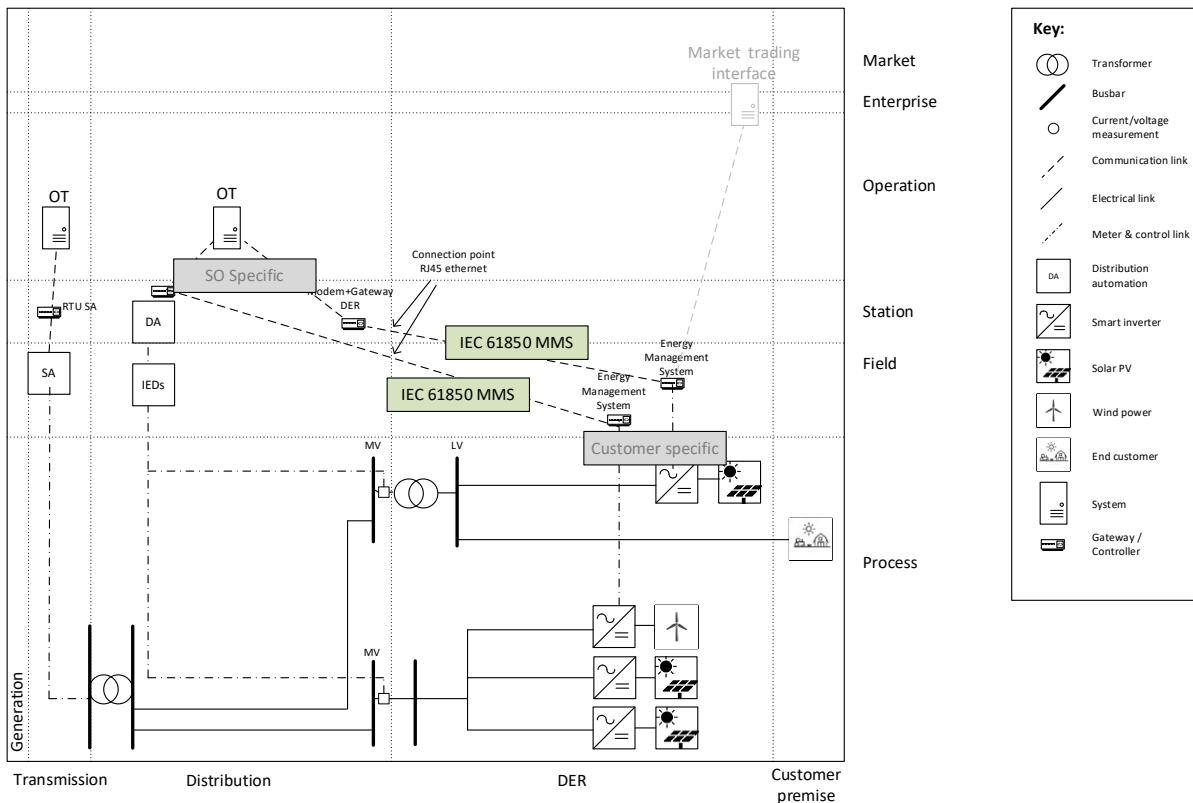 Market trading
interface
OT
OT
SO Specific
Connection point
RJ45 ethernet
RTU SA
Modem+Gateway
DER
DA
SA
IEDs
IEC 61850 MMS
IEC 61850 MMS
Energy
Management
System
Energy
Management
System
Customer specific
MV
LV
MV
Generation
Transmission
Distribution
DER
Customer
premise
Market
Enterprise
Operation
Station
Field
Process
Key:
Transformer
Busbar
Current/voltage
measurement
Communication link
Electrical link
Meter & control link
DA
Distribution
automation
Smart inverter
Solar PV
Wind power
End customer
System
Gateway /
Controller